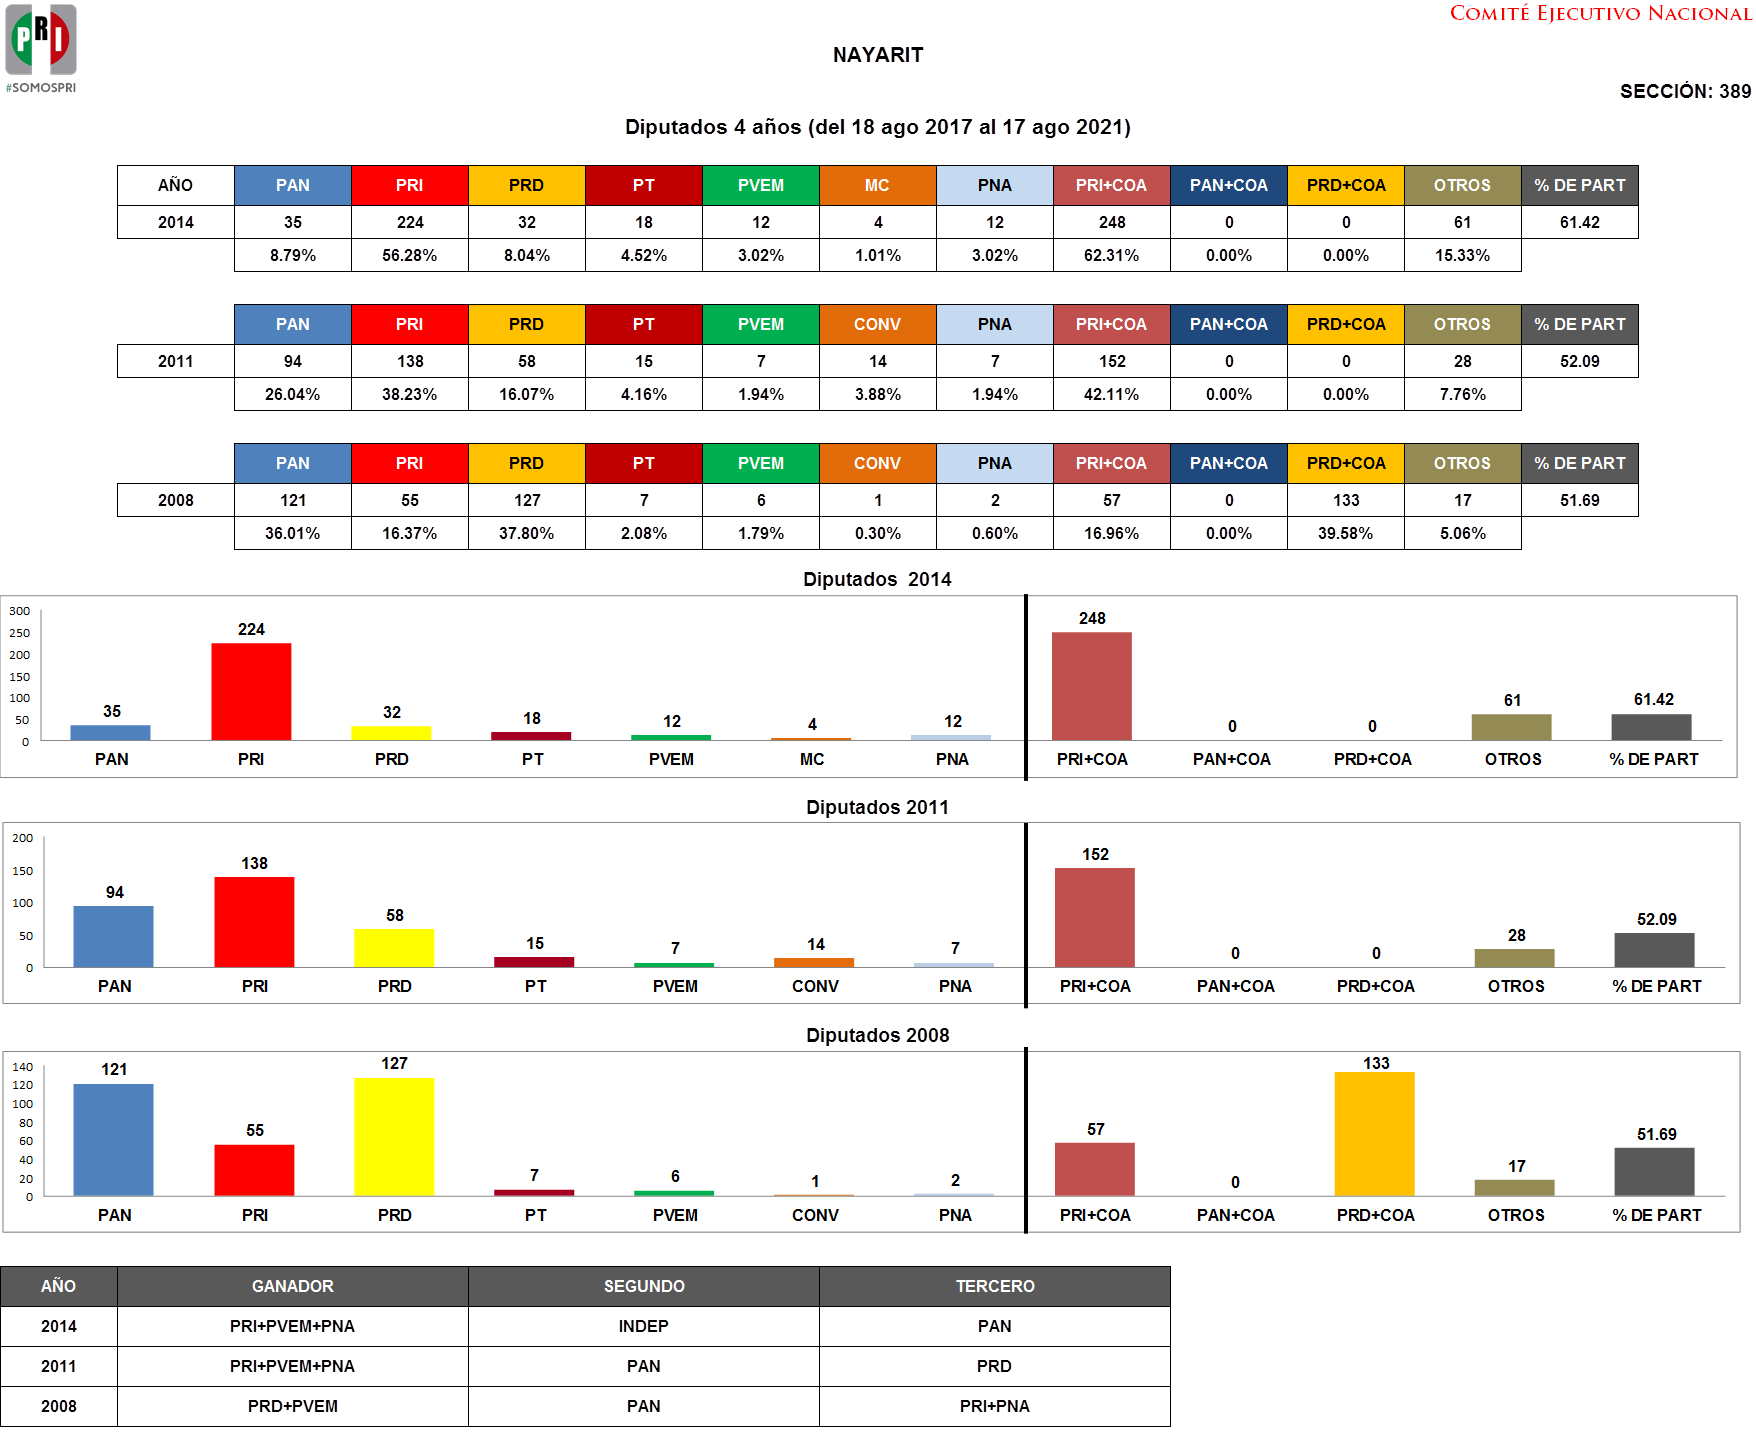 PRI
#SOMOSPRI
COMITÉ EJECUTIVO NACIONAL
NAYARIT
SECCIÓN: 389
Diputados 4 años (del 18 ago 2017 al 17 ago 2021)
AÑO PAN PRI PRD PT PVEM MC PNA PRI+COA PAN+COA PRD+COA OTROS % DE PART
2014 35 224 32 18 12 4 12 248 0 0 61 61.42
8.79% 56.28% 8.04% 4.52% 3.02% 1.01% 3.02% 62.31% 0.00% 0.00% 15.33%
PAN PRI PRD PT PVEM CONV PNA PRI+COA PAN+COA PRD+COA OTROS % DE PART
2011 94 138 58 15 7 14 7 152 0 0 28 52.09
26.04% 38.23% 16.07% 4.16% 1.94% 3.88% 1.94% 42.11% 0.00% 0.00% 7.76%
PAN PRI PRD PT PVEM CONV PNA PRI+COA PAN+COA PRD+COA OTROS % DE PART
2008 121 55 127 7 6 1 2 57 0 133 17 51.69
36.01% 16.37% 37.80% 2.08% 1.79% 0.30% 0.60% 16.96% 0.00% 39.58% 5.06%
Diputados 2014
300
250
200
150
100
50
0
35 224 32 18 12 4 12 248 0 0 61 61.42
PAN PRI PRD PT PVEM MC PNA PRI+COA PAN+COA PRD+COA OTROS % DE PART
Diputados 2011
200
150
100
50
0
94 138 58 15 7 14 7 152 0 0 28 52.09
PAN PRI PRD PT PVEM CONV PNA PRI+COA PAN+COA PRD+COA OTROS % DE PART
Diputados 2008
140
120
100
80
60
40
20
0
121 55 127 7 6 1 2 57 0 133 17 51.69
PAN PRI PRD PT PVEM CONV PNA PRI+COA PAN+COA PRD+COA OTROS % DE PART
AÑO GANADOR SEGUNDO TERCERO
2014 PRI+PVEM+PNA INDEP PAN
2011 PRI+PVEM+PNA PAN PRD
2008 PRD+PVEM PAN PRI+PNA